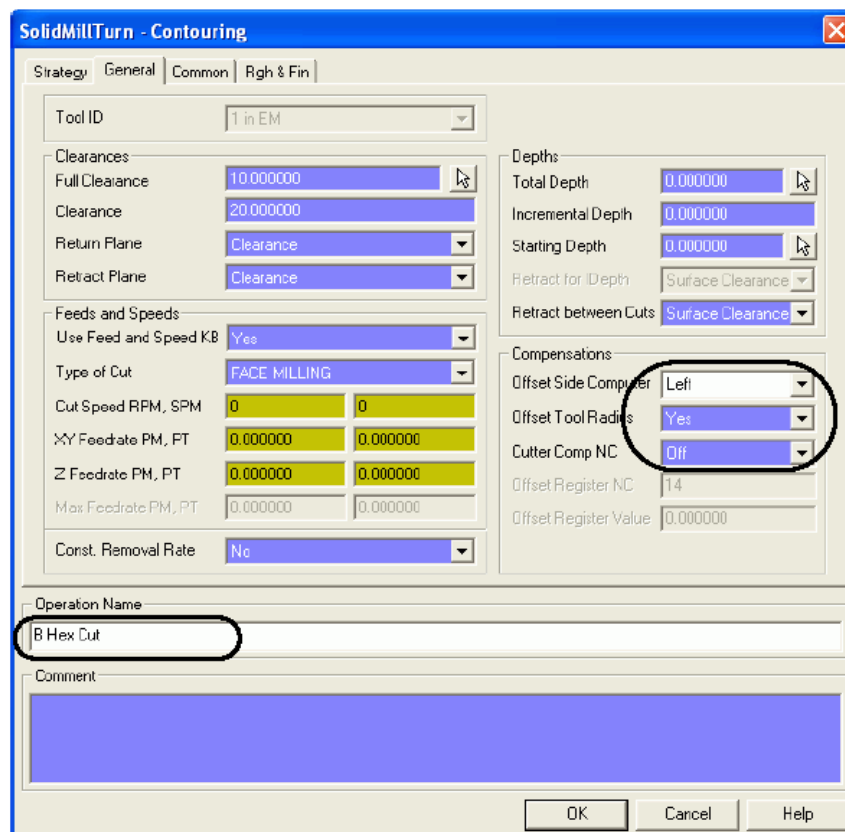 SolidMillTurn - Contouring
Strategy General Common Rgh & Fin
Tool ID 1 in EM
Clearances
Full Clearance 10.000000
Clearance 20.000000
Return Plane Clearance
Retract Plane Clearance
Feeds and Speeds
Use Feed and Speed KB Yes
Type of Cut FACE MILLING
Cut Speed RPM, SPM 0 0
XY Feedrate PM, PT 0.000000 0.000000
Z Feedrate PM, PT 0.000000 0.000000
Max Feedrate PM, PT 0.000000 0.000000
Const. Removal Rate No
Depths
Total Depth 0.000000
Incremental Depth 0.000000
Starting Depth 0.000000
Retract for IDepth Surface Clearance
Retract between Cuts Surface Clearance
Compensations
Offset Side Computer Left
Offset Tool Radius Yes
Cutter Comp NC Off
Offset Register NC 14
Offset Register Value 0.000000
Operation Name
B Hex Cut
Comment
OK Cancel Help